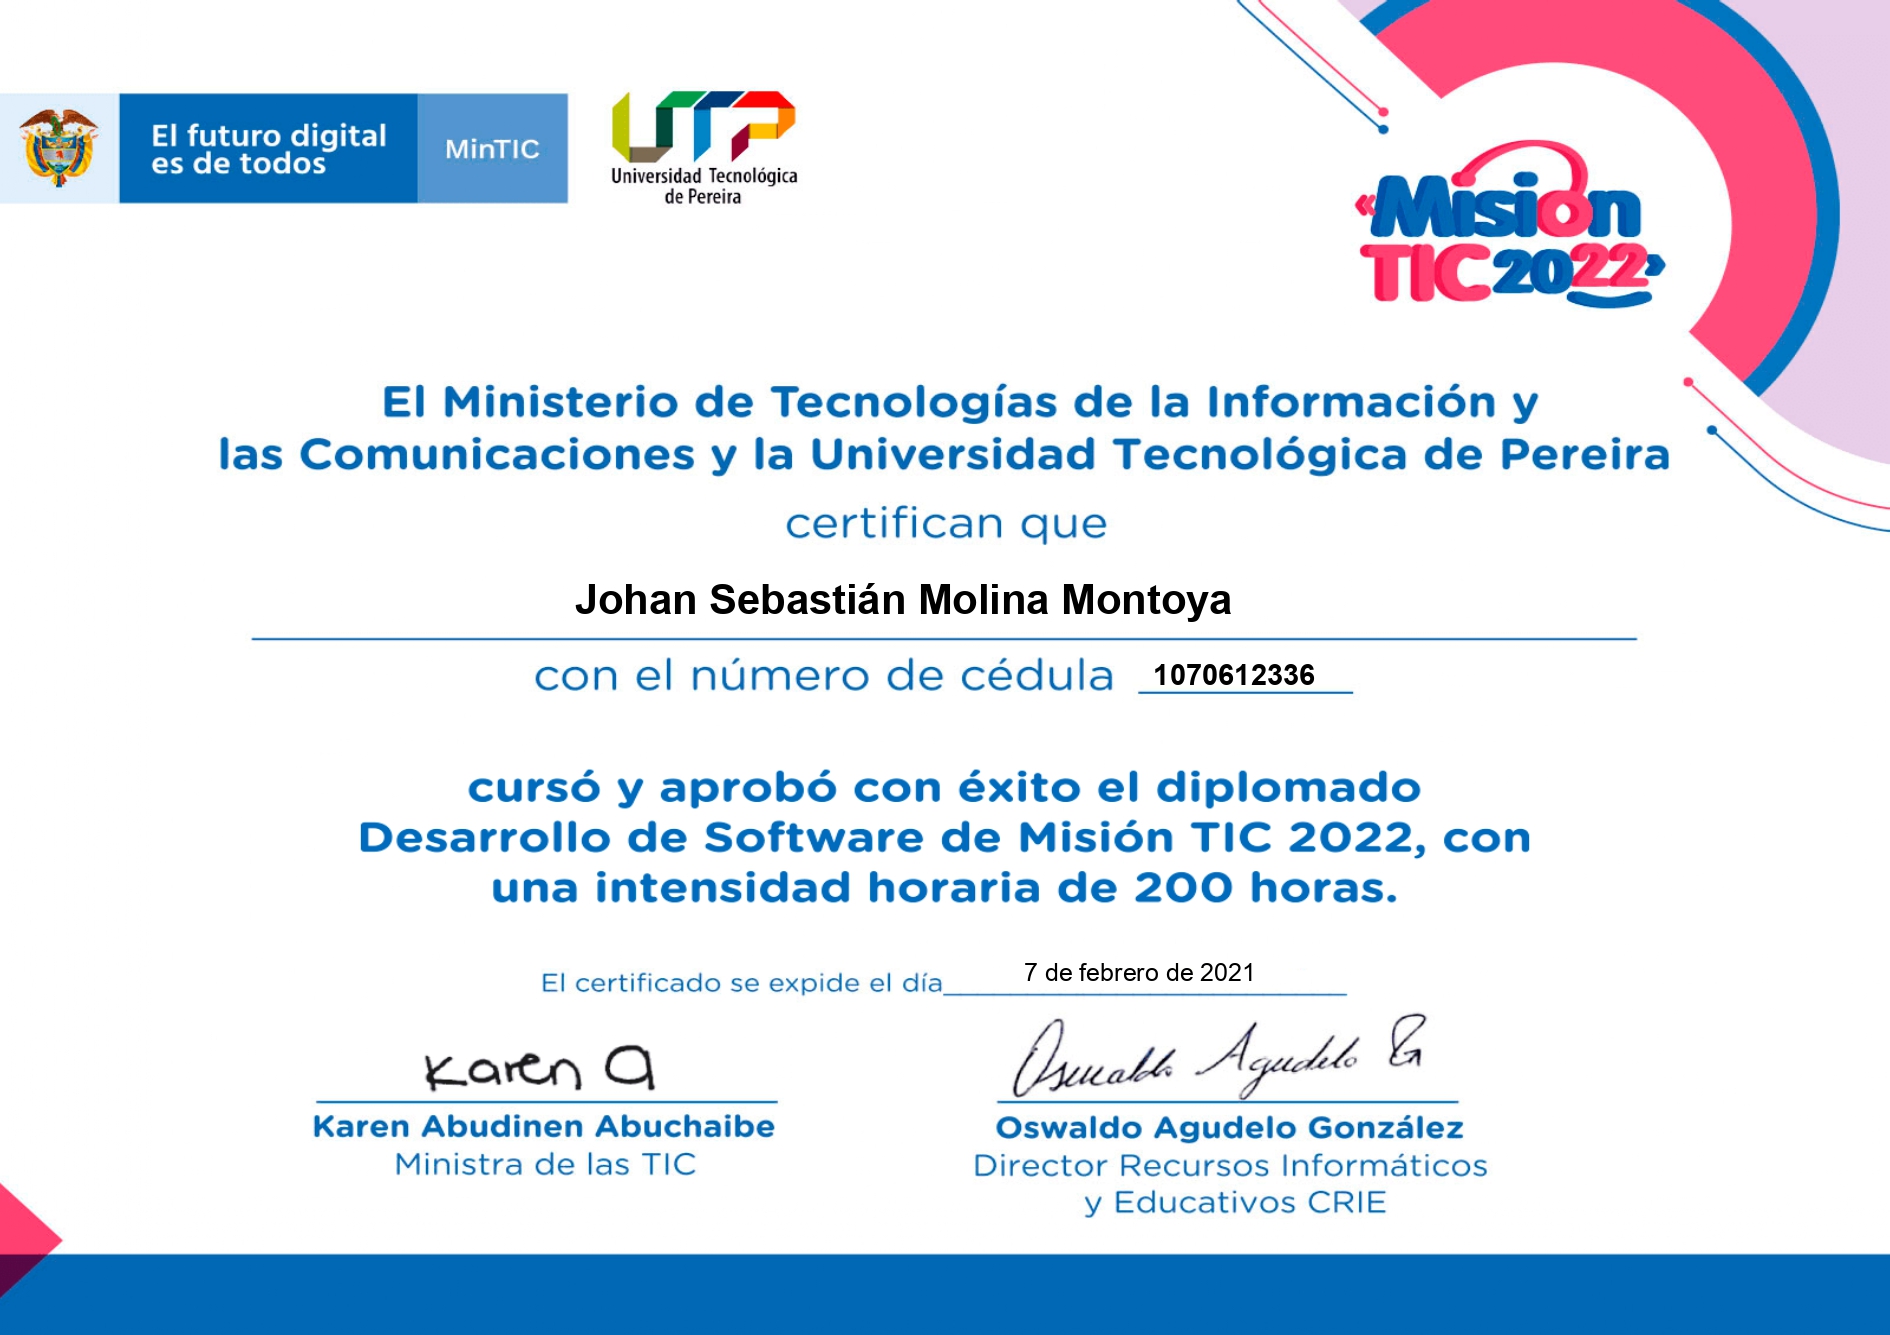 El futuro digital
es de todos
MinTIC
UTP
Universidad Tecnológica
de Pereira
«Misión
TIC 2022»
El Ministerio de Tecnologías de la Información y
las Comunicaciones y la Universidad Tecnológica de Pereira
certifican que
Johan Sebastián Molina Montoya
con el número de cédula 1070612336
cursó y aprobó con éxito el diplomado
Desarrollo de Software de Misión TIC 2022, con
una intensidad horaria de 200 horas.
El certificado se expide el día 7 de febrero de 2021
Karen A
Oswaldo Agudelo
Karen Abudinen Abuchaibe
Ministra de las TIC
Oswaldo Agudelo González
Director Recursos Informáticos
y Educativos CRIE